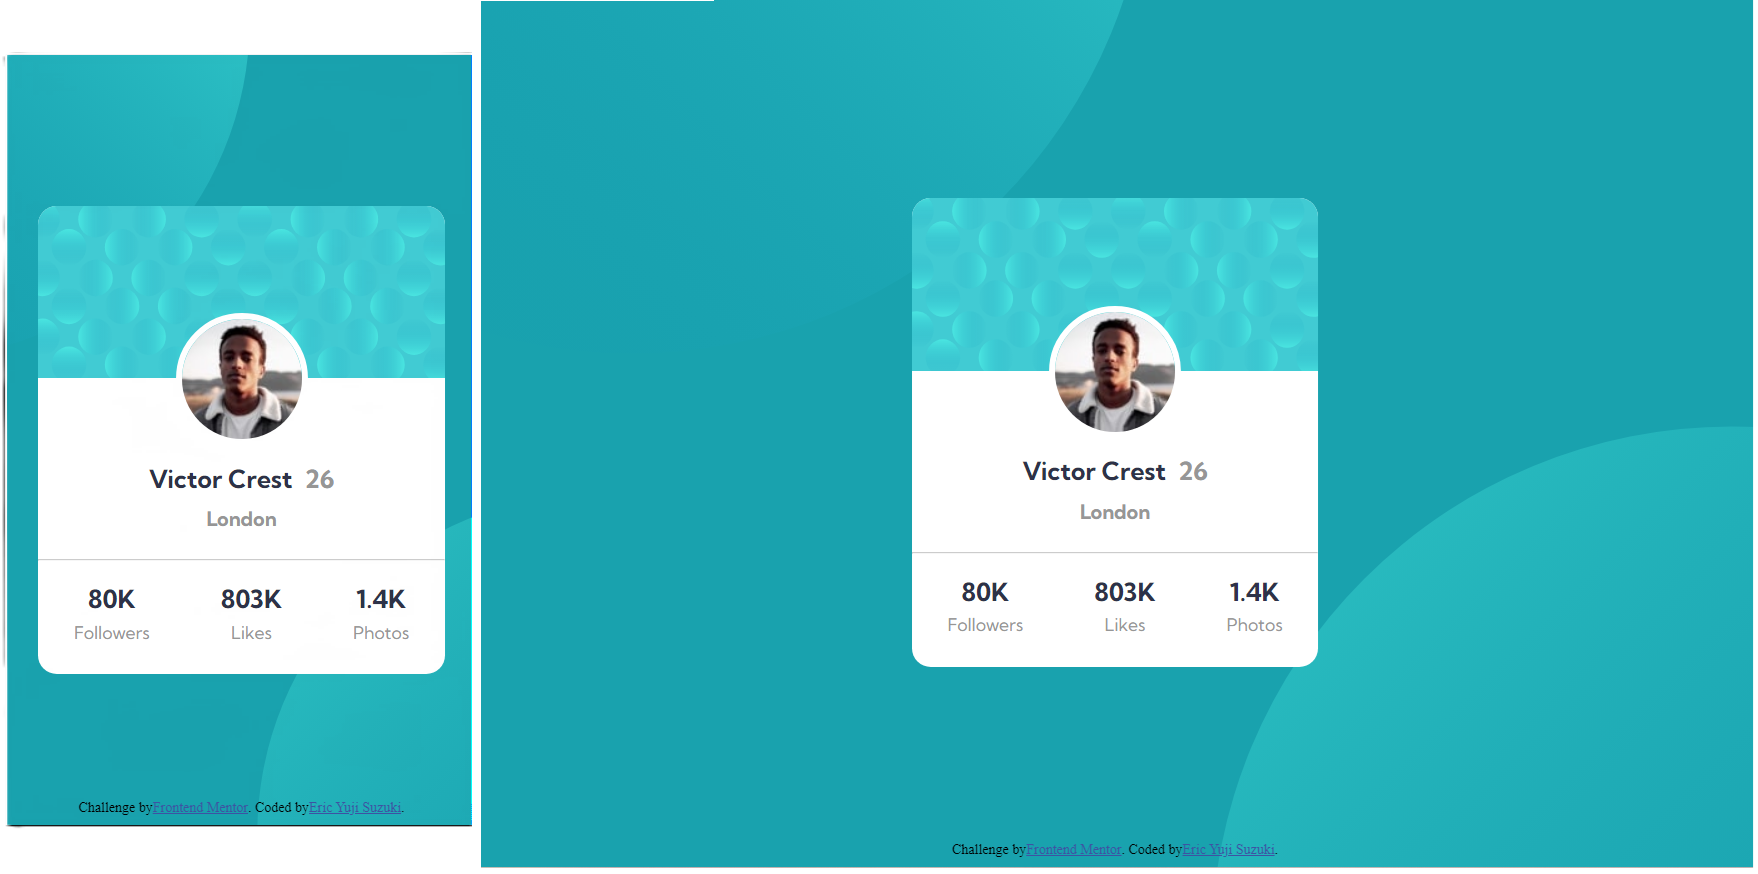 Victor Crest 26
London
80K 803K 1.4K
Followers Likes Photos
Challenge byFrontend Mentor. Coded byEric Yuji Suzuki.
Victor Crest 26
London
80K 803K 1.4K
Followers Likes Photos
Challenge byFrontend Mentor. Coded byEric Yuji Suzuki.